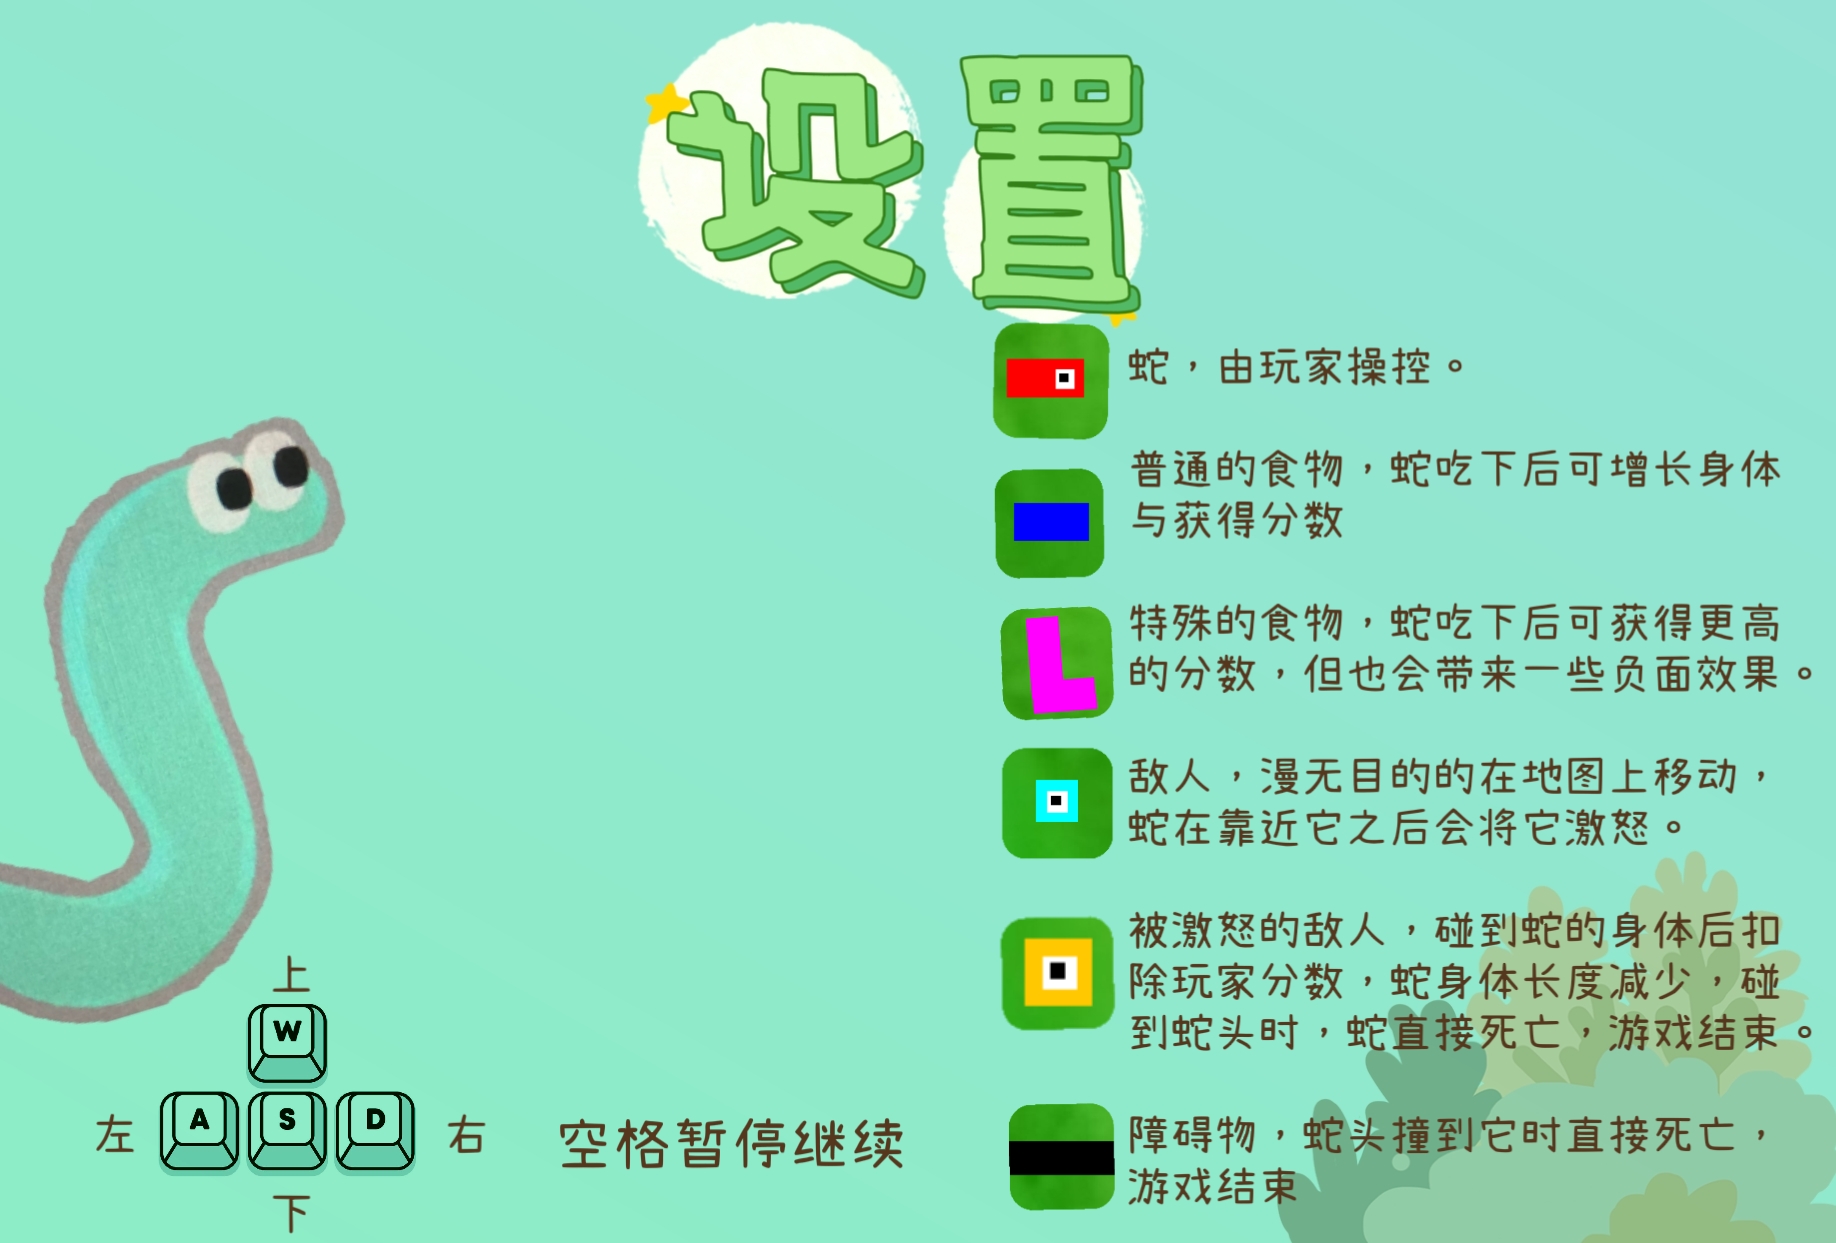 设置
蛇，由玩家操控。
普通的食物，蛇吃下后可增长身体
与获得分数
特殊的食物，蛇吃下后可获得更高
的分数，但也会带来一些负面效果。
敌人，漫无目的的在地图上移动，
蛇在靠近它之后会将它激怒。
被激怒的敌人，碰到蛇的身体后扣
除玩家分数，蛇身体长度减少，碰
到蛇头时，蛇直接死亡，游戏结束。
障碍物，蛇头撞到它时直接死亡，
游戏结束
上
W
左 A S D 右
下
空格暂停继续